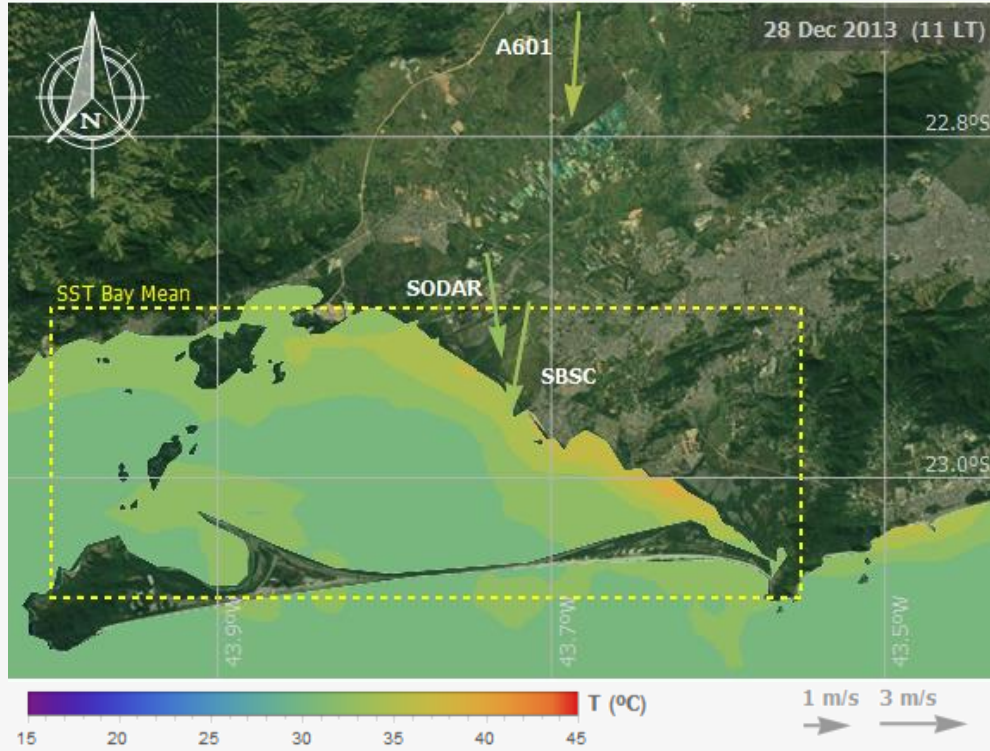 A601
28 Dec 2013 (11 LT)
N
22.8ºS
SST Bay Mean
SODAR
SBSC
23.0ºS
43.9ºW
43.7ºW
43.5ºW
15 20 25 30 35 40 45
T (ºC)
1 m/s 3 m/s